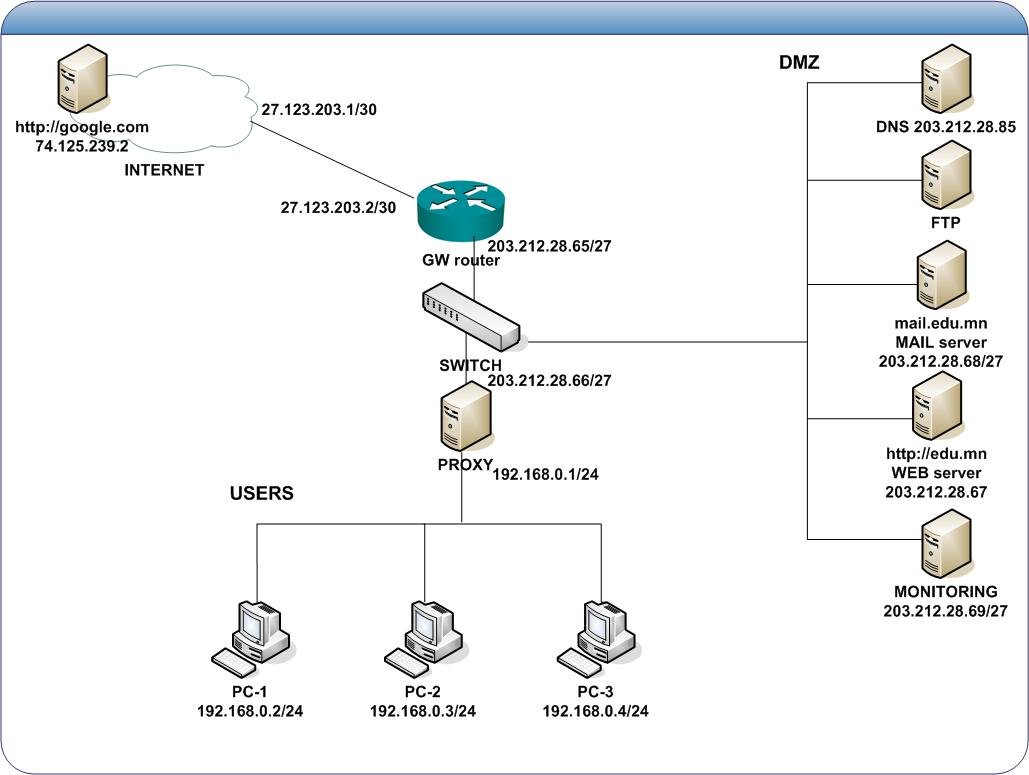 http://google.com
74.125.239.2
INTERNET
27.123.203.1/30
27.123.203.2/30
203.212.28.65/27
GW router
SWITCH
203.212.28.66/27
PROXY
192.168.0.1/24
USERS
PC-1
192.168.0.2/24
PC-2
192.168.0.3/24
PC-3
192.168.0.4/24
DMZ
DNS 203.212.28.85
FTP
mail.edu.mn
MAIL server
203.212.28.68/27
http://edu.mn
WEB server
203.212.28.67
MONITORING
203.212.28.69/27